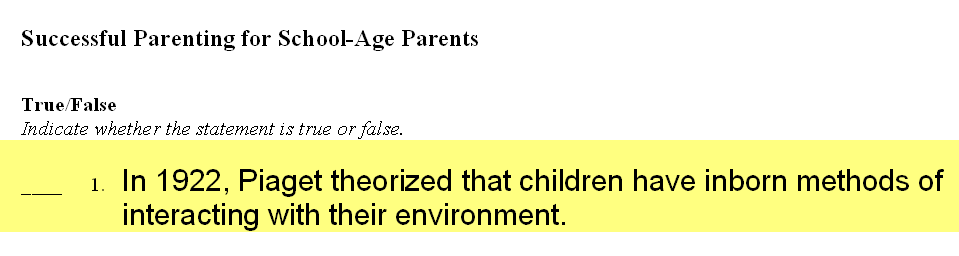 Successful Parenting for School-Age Parents
True/False
Indicate whether the statement is true or false.
____ 1. In 1922, Piaget theorized that children have inborn methods of
interacting with their environment.